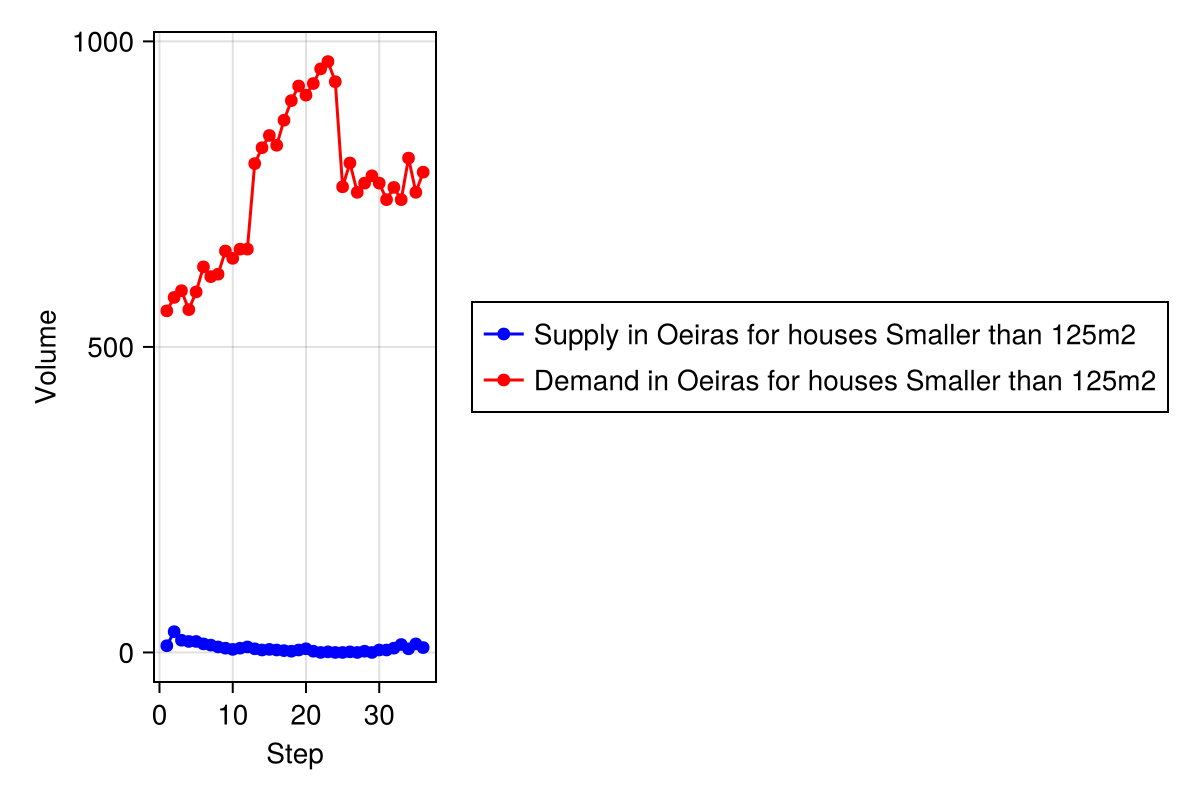 1000
500
0
Volume
0 10 20 30
Step
Supply in Oeiras for houses Smaller than 125m2
Demand in Oeiras for houses Smaller than 125m2